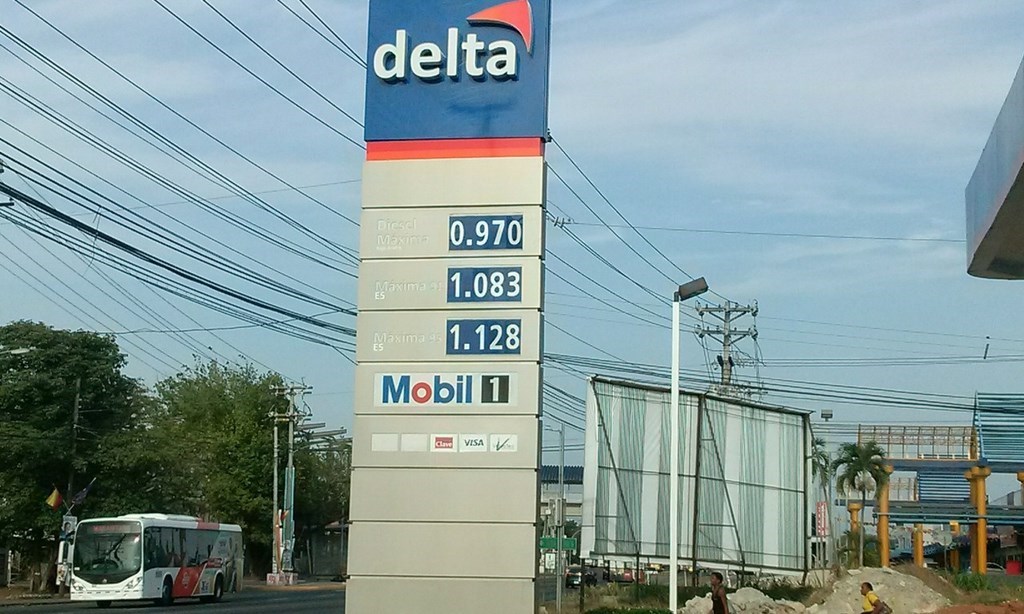 delta
Diesel
Maxima
0.970
Maxima 91
E5
1.083
Maxima 95
E5
1.128
Mobil 1
Clave VISA